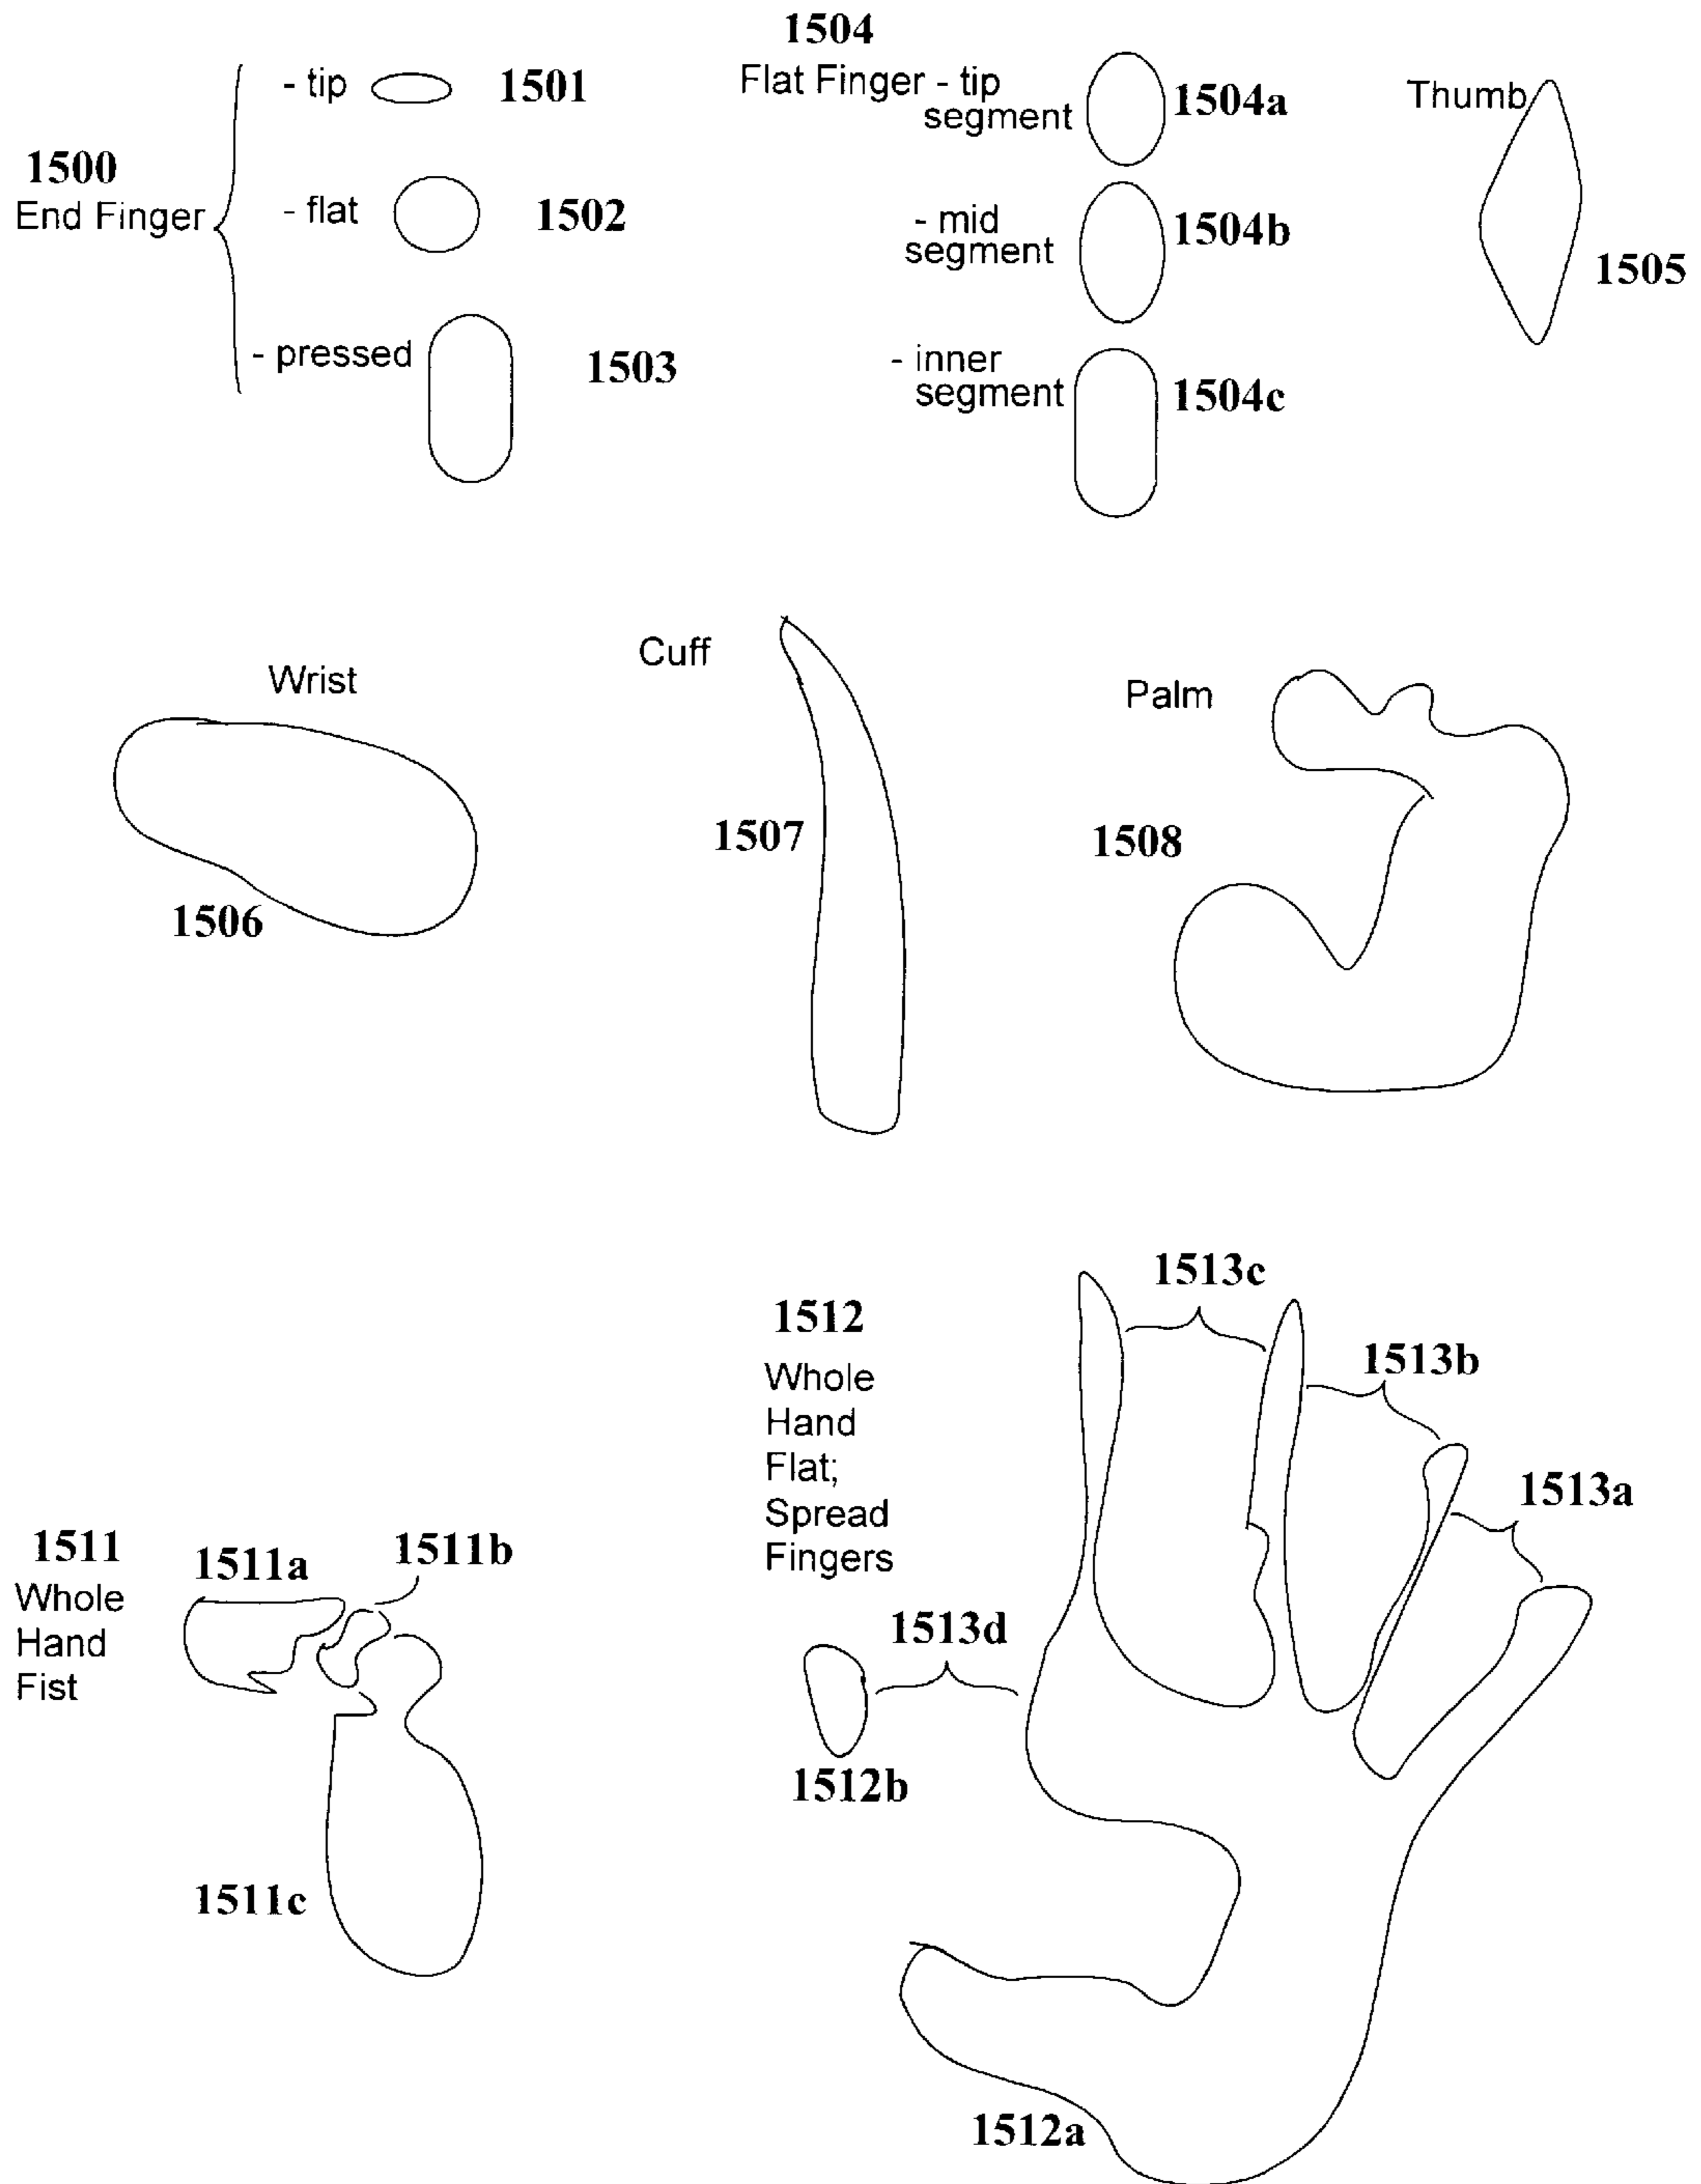 1500
End Finger
- tip
1501
- flat
1502
- pressed
1503
1504
Flat Finger - tip
segment
1504a
- mid
segment
1504b
- inner
segment
1504c
Thumb
1505
Wrist
1506
Cuff
1507
Palm
1508
1511
Whole
Hand
Fist
1511a
1511b
1511c
1512
Whole
Hand
Flat;
Spread
Fingers
1513c
1513b
1513a
1513d
1512b
1512a